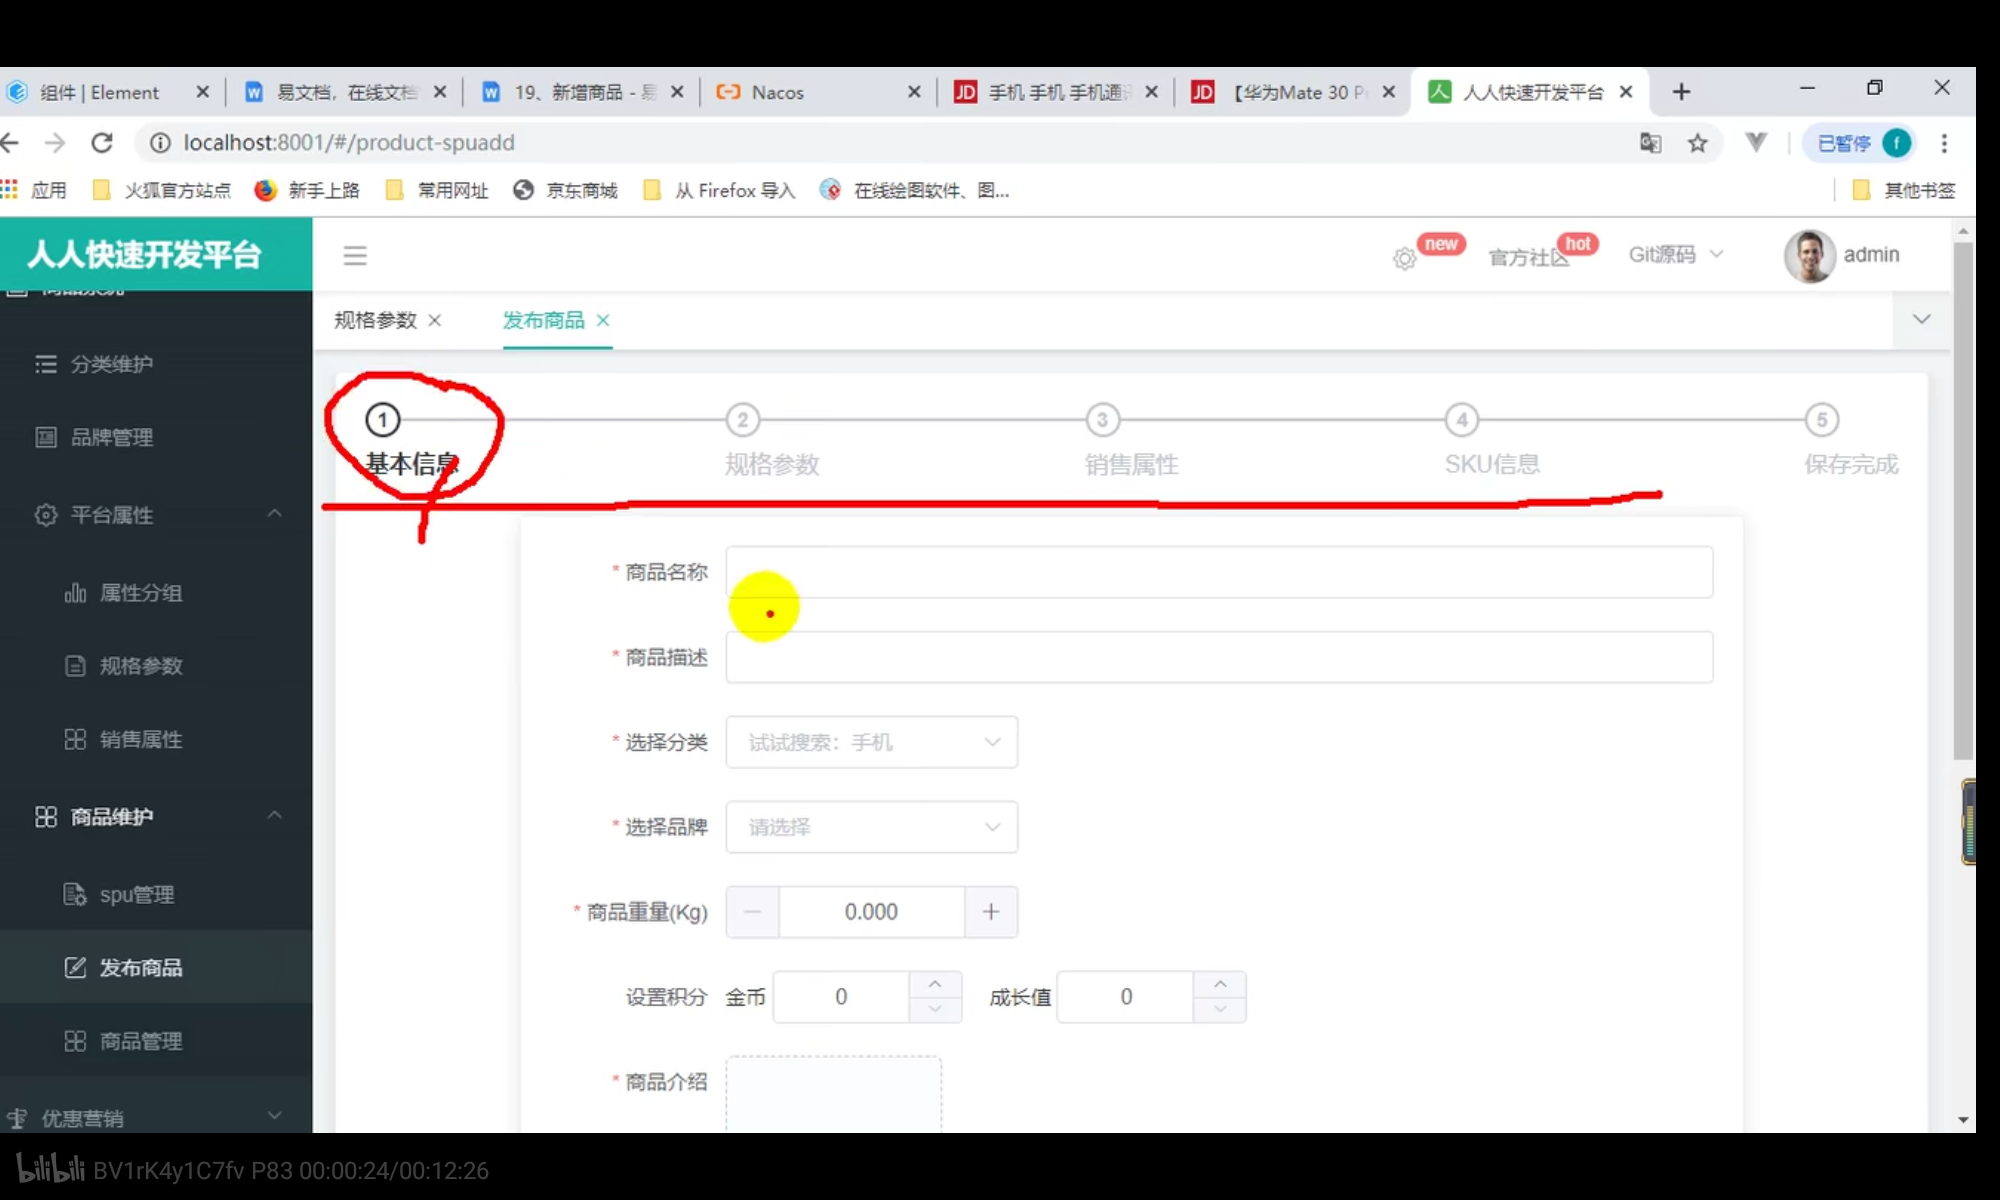 组件 | Element
易文档，在线文档
19、新增商品 - 易
Nacos
手机 手机 手机通讯
【华为Mate 30 P
人人快速开发平台
localhost:8001/#/product-spuadd
已暂停
f
应用
火狐官方站点
新手上路
常用网址
京东商城
从 Firefox 导入
在线绘图软件、图...
其他书签
人人快速开发平台
new
官方社区
hot
Git源码
admin
商品系统
规格参数
发布商品
分类维护
品牌管理
平台属性
属性分组
规格参数
销售属性
商品维护
spu管理
发布商品
商品管理
优惠营销
1
2
3
4
5
基本信息
规格参数
销售属性
SKU信息
保存完成
* 商品名称
* 商品描述
* 选择分类
试试搜索：手机
* 选择品牌
请选择
* 商品重量(Kg)
0.000
设置积分
金币
0
成长值
0
* 商品介绍
bilibili BV1rK4y1C7fv P83 00:00:24/00:12:26